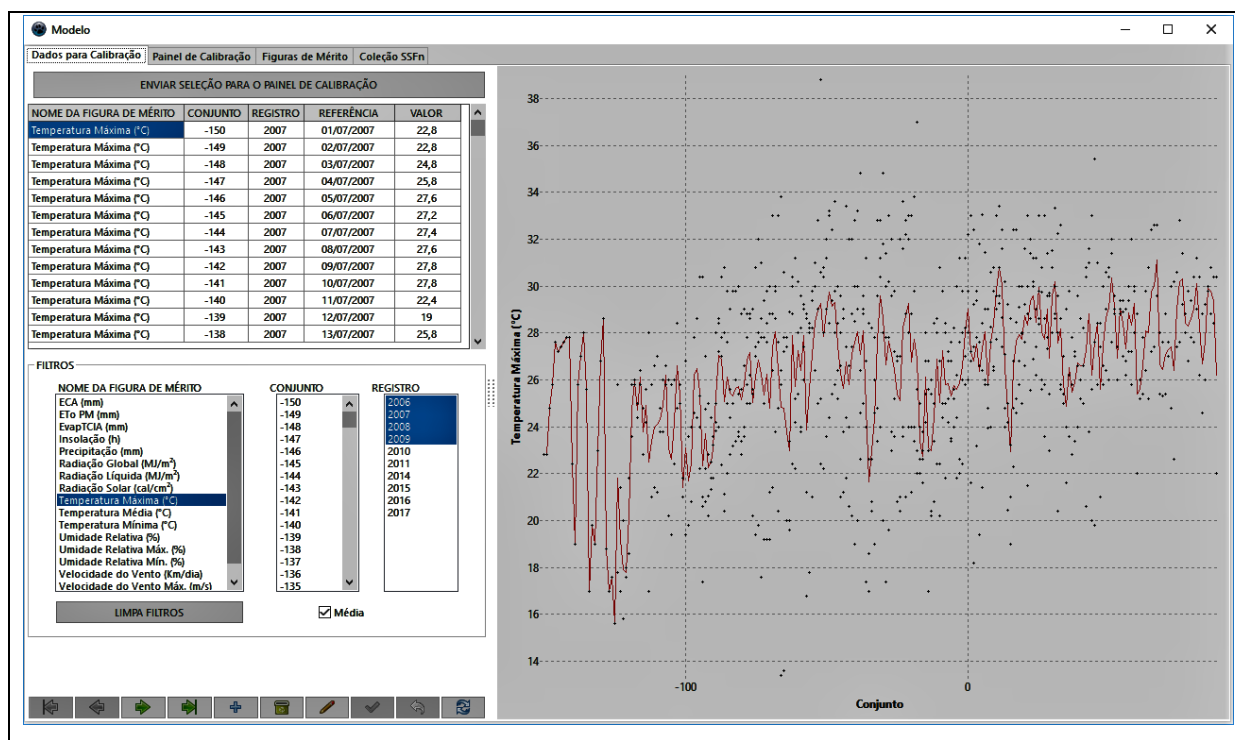 Modelo
Dados para Calibração Painel de Calibração Figuras de Mérito Coleção SSFn
ENVIAR SELEÇÃO PARA O PAINEL DE CALIBRAÇÃO
NOME DA FIGURA DE MÉRITO CONJUNTO REGISTRO REFERÊNCIA VALOR
Temperatura Máxima (°C) -150 2007 01/07/2007 22,8
Temperatura Máxima (°C) -149 2007 02/07/2007 22,8
Temperatura Máxima (°C) -148 2007 03/07/2007 24,8
Temperatura Máxima (°C) -147 2007 04/07/2007 25,8
Temperatura Máxima (°C) -146 2007 05/07/2007 27,6
Temperatura Máxima (°C) -145 2007 06/07/2007 27,2
Temperatura Máxima (°C) -144 2007 07/07/2007 27,4
Temperatura Máxima (°C) -143 2007 08/07/2007 27,6
Temperatura Máxima (°C) -142 2007 09/07/2007 27,8
Temperatura Máxima (°C) -141 2007 10/07/2007 27,8
Temperatura Máxima (°C) -140 2007 11/07/2007 22,4
Temperatura Máxima (°C) -139 2007 12/07/2007 19
Temperatura Máxima (°C) -138 2007 13/07/2007 25,8
FILTROS
NOME DA FIGURA DE MÉRITO CONJUNTO REGISTRO
ECA (mm) -150 2006
ETo PM (mm) -149 2007
EvapTCIA (mm) -148 2008
Insolação (h) -147 2009
Precipitação (mm) -146 2010
Radiação Global (MJ/m²) -145 2011
Radiação Líquida (MJ/m²) -144 2014
Radiação Solar (cal/cm²) -143 2015
Temperatura Máxima (°C) -142 2016
Temperatura Média (°C) -141 2017
Temperatura Mínima (°C) -140
Umidade Relativa (%) -139
Umidade Relativa Máx. (%) -138
Umidade Relativa Mín. (%) -137
Velocidade do Vento (Km/dia) -136
Velocidade do Vento Máx. (m/s) -135
LIMPA FILTROS
Média
38
36
34
32
30
28
26
24
22
20
18
16
14
Temperatura Máxima (°C)
-100 0
Conjunto